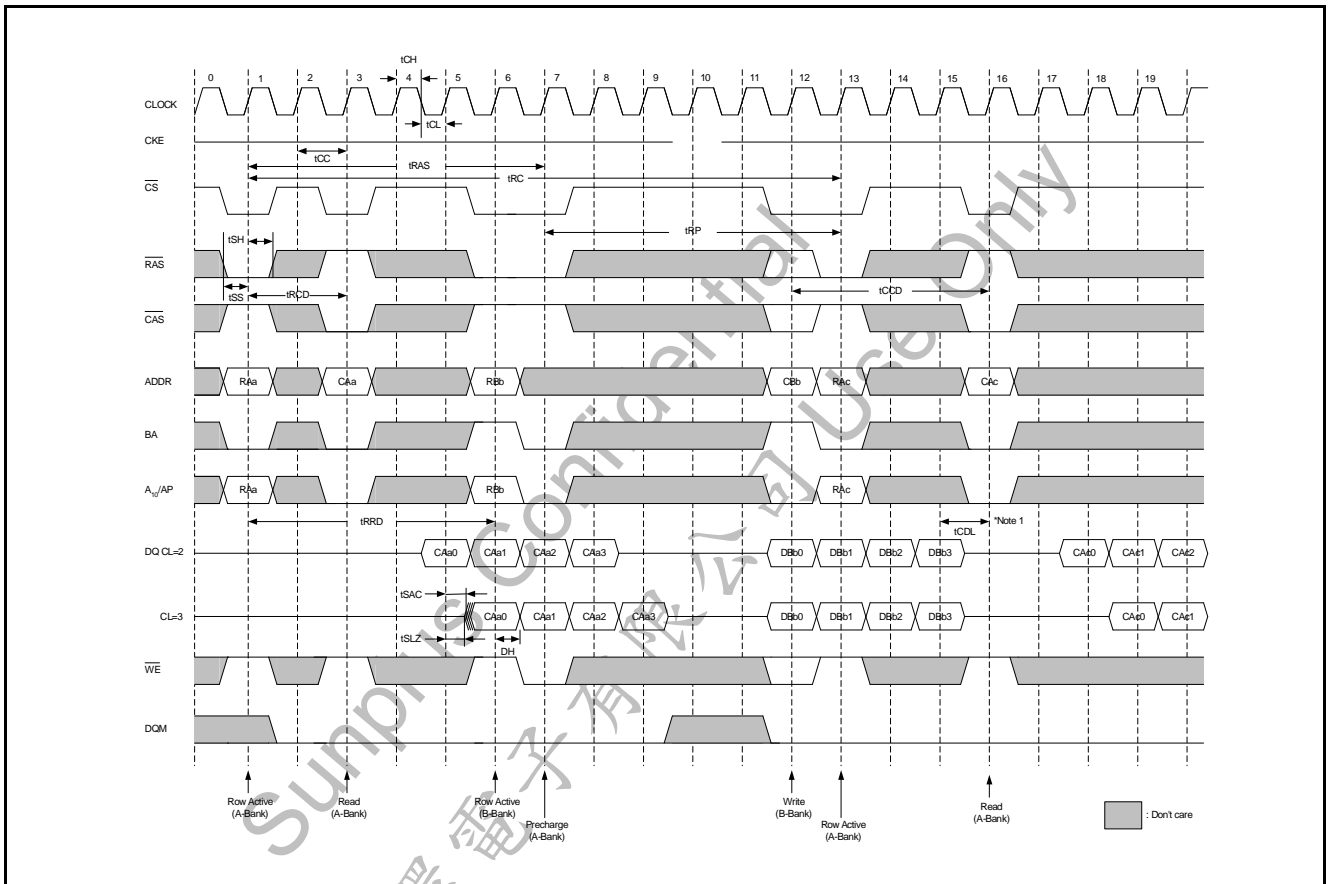 tCH
0 1 2 3 4 5 6 7 8 9 10 11 12 13 14 15 16 17 18 19
CLOCK
tCL
CKE
tCC
tRAS
tRC
CS
tRP
tSH
RAS
tSS
tRCD
tCCD
CAS
ADDR
RAa CAa RBb CBb RAc CAc
BA
A10/AP
RAa RBb RAc
tRRD
*Note 1
tCDL
DQ CL=2
CAa0 CAa1 CAa2 CAa3 DBb0 DBb1 DBb2 DBb3 CAc0 CAc1 CAc2
tSAC
CL=3
CAa0 CAa1 CAa2 CAa3 DBb0 DBb1 DBb2 DBb3 CAc0 CAc1
tSLZ
DH
WE
DQM
Row Active
(A-Bank)
Read
(A-Bank)
Row Active
(B-Bank)
Precharge
(A-Bank)
Write
(B-Bank)
Row Active
(A-Bank)
Read
(A-Bank)
: Don't care
Sunplus Confidential Use Only
電子有限公司